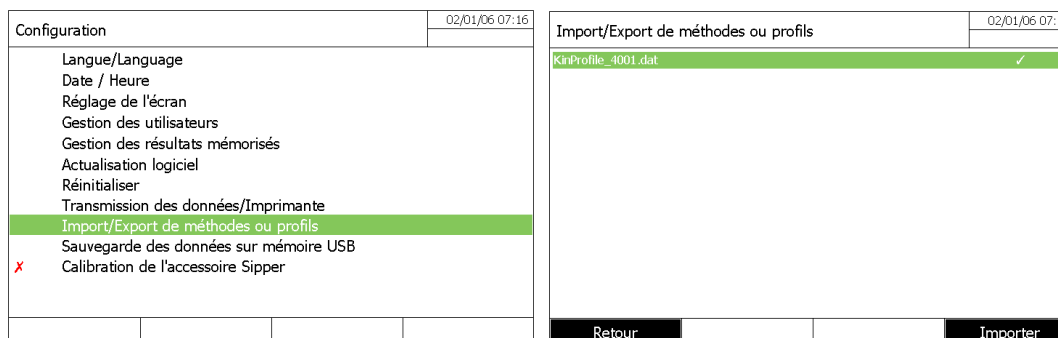 Configuration
02/01/06 07:16
Langue/Language
Date / Heure
Réglage de l'écran
Gestion des utilisateurs
Gestion des résultats mémorisés
Actualisation logiciel
Réinitialiser
Transmission des données/Imprimante
Import/Export de méthodes ou profils
Sauvegarde des données sur mémoire USB
✗ Calibration de l'accessoire Sipper
Import/Export de méthodes ou profils
02/01/06 07:
KinProfile_4001.dat ✓
Retour
Importer